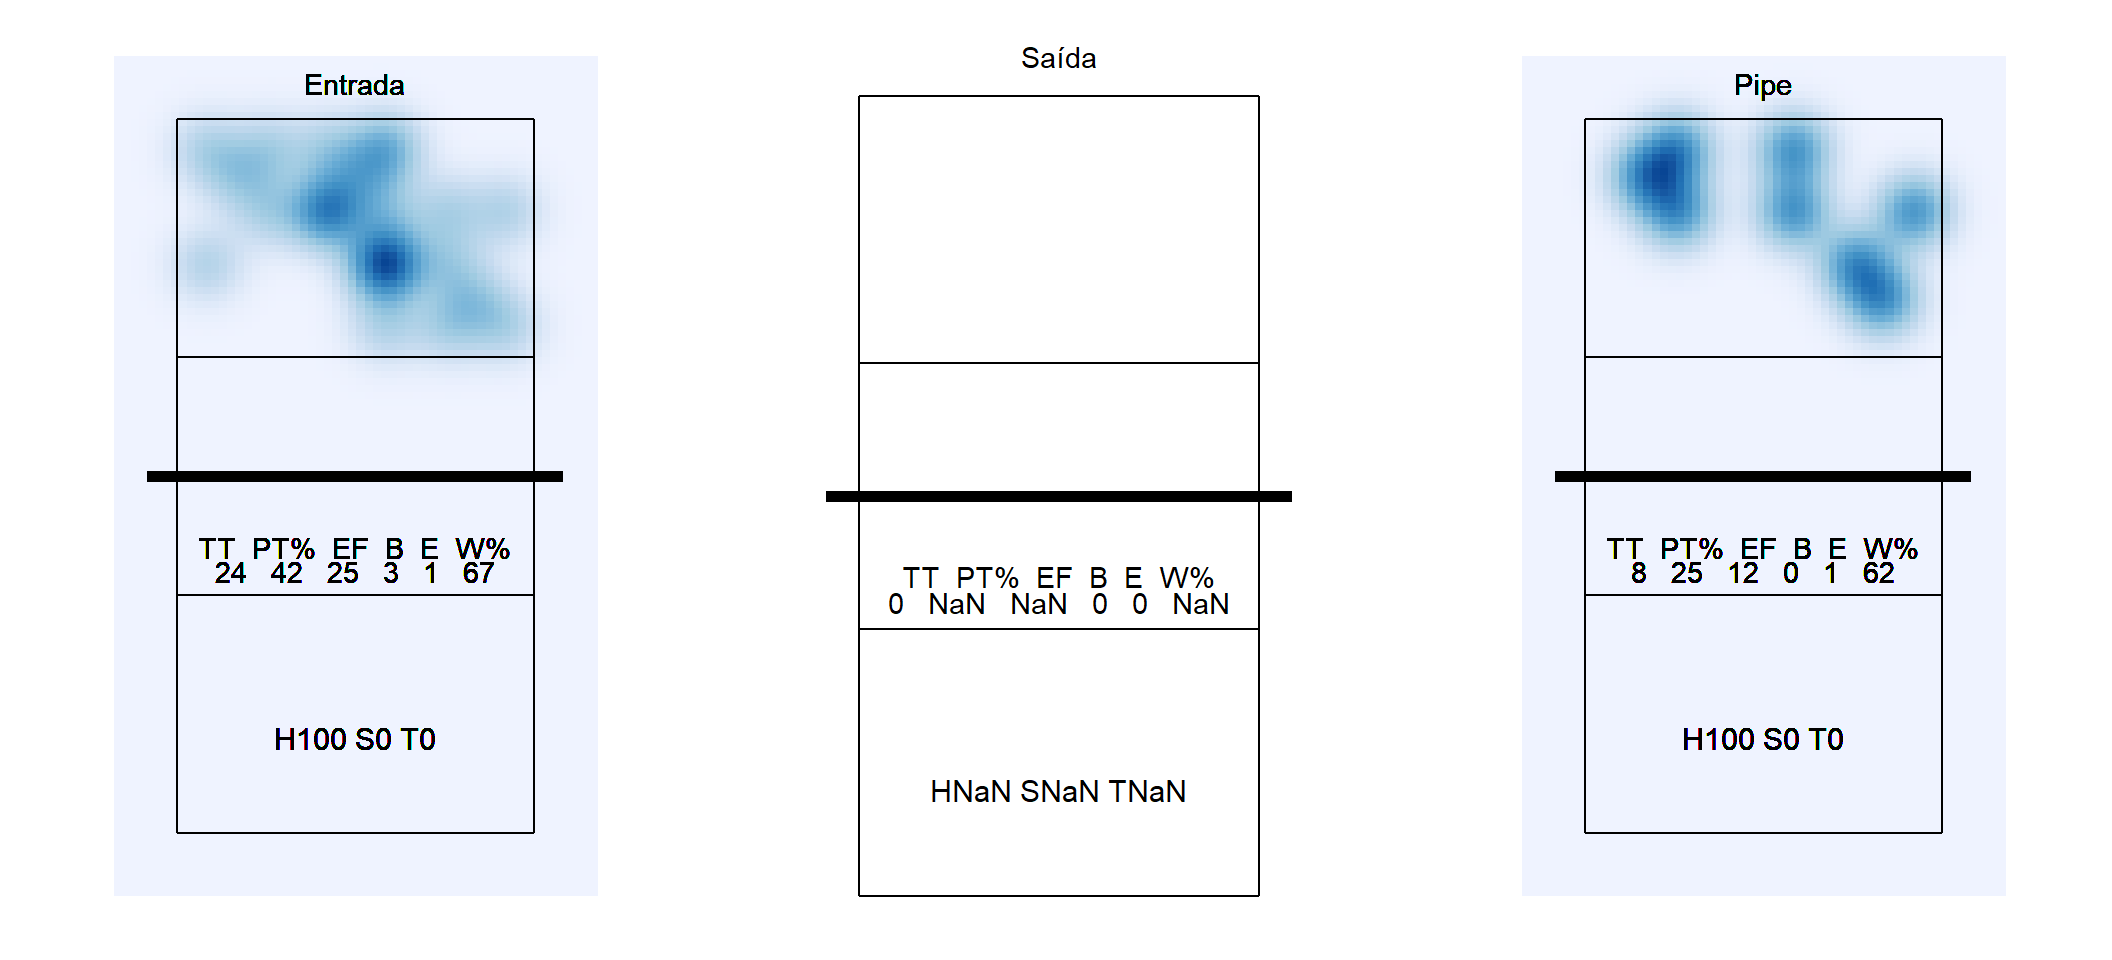 Entrada
TT PT% EF B E W%
24 42 25 3 1 67
H100 S0 T0
Saída
TT PT% EF B E W%
0 NaN NaN 0 0 NaN
HNaN SNaN TNaN
Pipe
TT PT% EF B E W%
8 25 12 0 1 62
H100 S0 T0